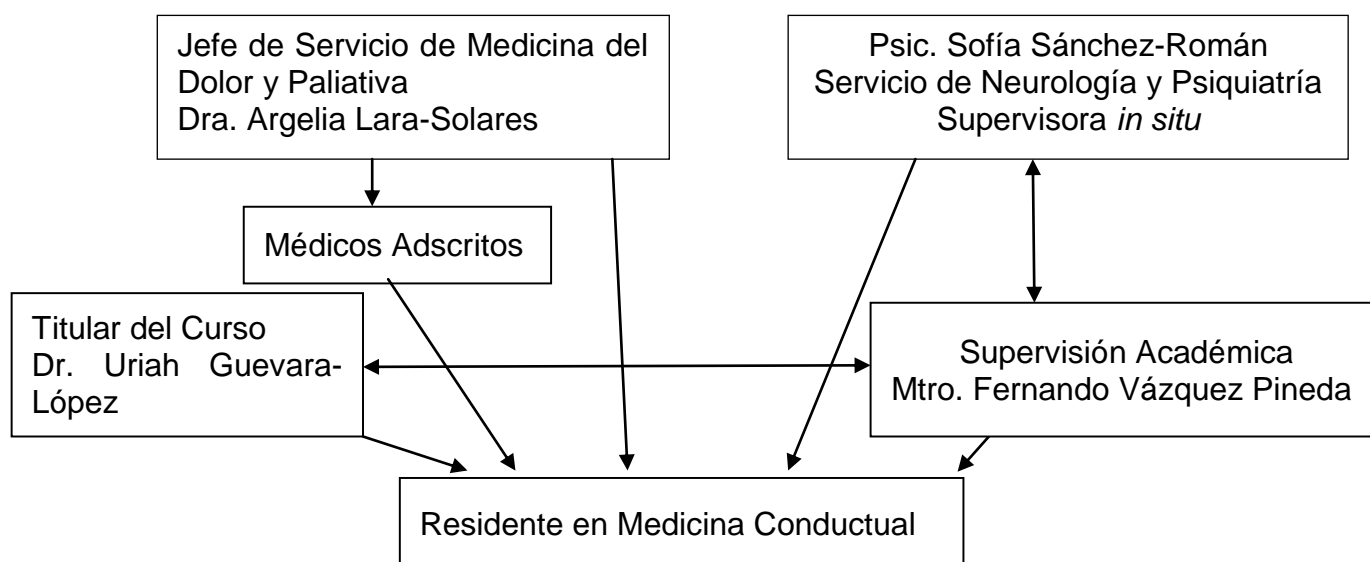 Jefe de Servicio de Medicina del
Dolor y Paliativa
Dra. Argelia Lara-Solares
Psic. Sofía Sánchez-Román
Servicio de Neurología y Psiquiatría
Supervisora in situ
Médicos Adscritos
Titular del Curso
Dr. Uriah Guevara-
López
Supervisión Académica
Mtro. Fernando Vázquez Pineda
Residente en Medicina Conductual